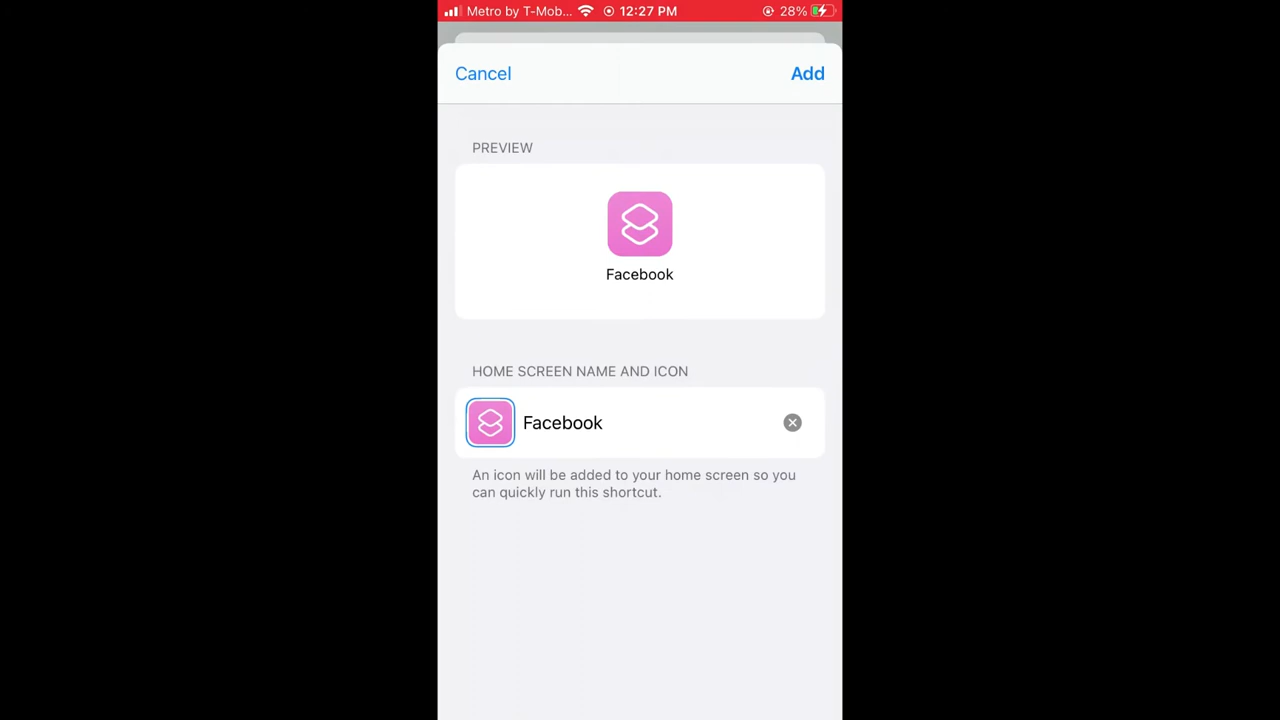 Metro by T-Mob... 12:27 PM 28%
Cancel Add
PREVIEW
Facebook
HOME SCREEN NAME AND ICON
Facebook
An icon will be added to your home screen so you
can quickly run this shortcut.